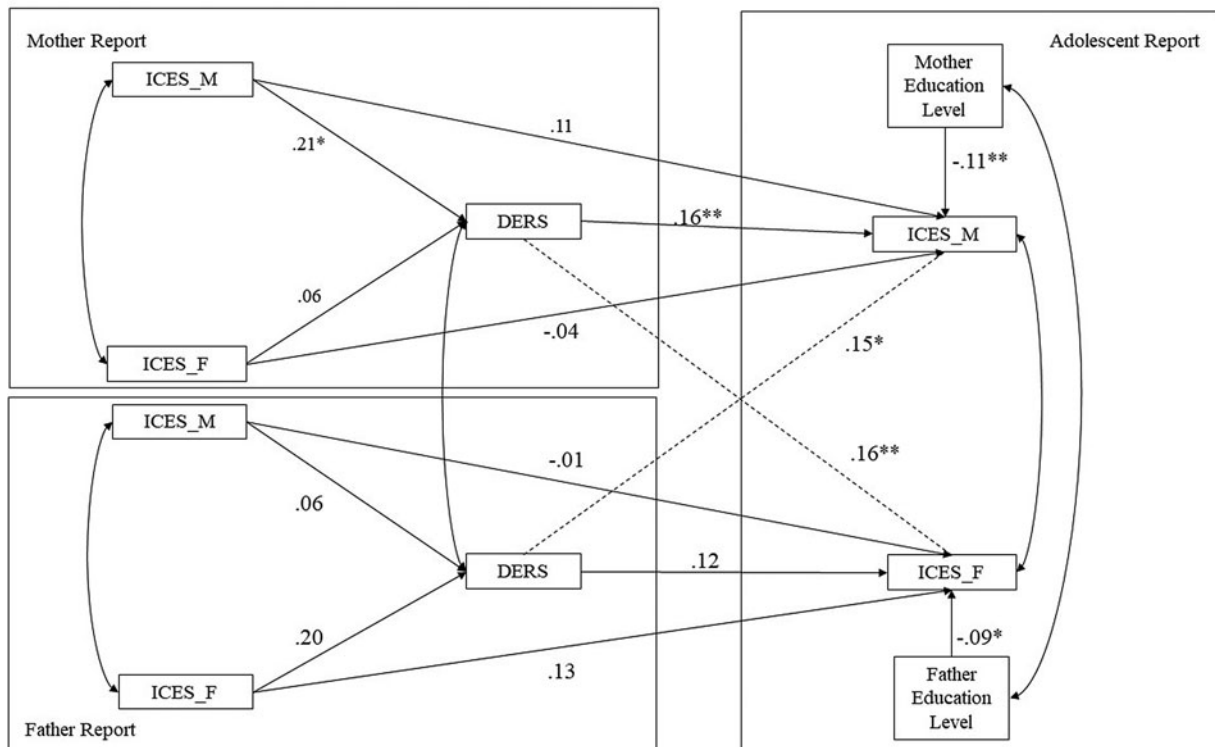 Mother Report
ICES_M
.21*
.11
DERS
.16**
.06
-.04
ICES_F
Adolescent Report
Mother
Education
Level
-.11**
ICES_M
.15*
.16**
ICES_M
-.01
.06
DERS
.12
.20
.13
ICES_F
Father Report
ICES_F
-.09*
Father
Education
Level